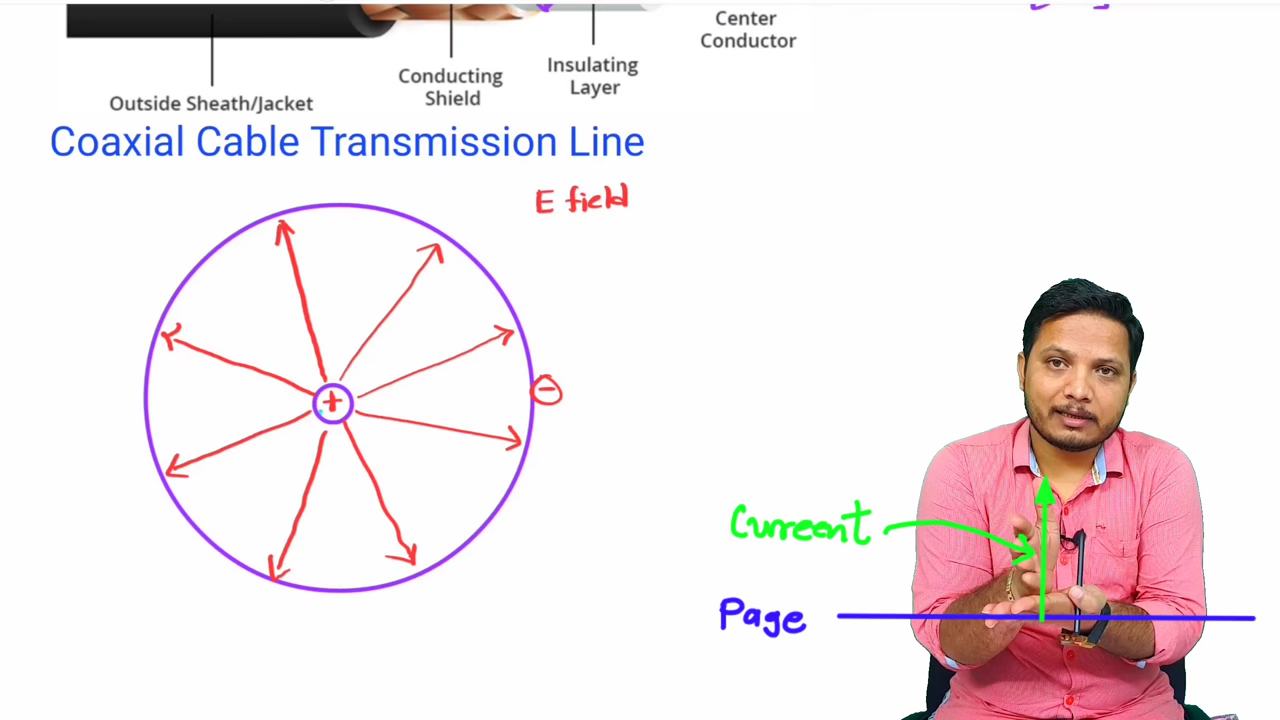 Center
Conductor
Insulating
Layer
Conducting
Shield
Outside Sheath/Jacket
Coaxial Cable Transmission Line
E field
+
−
Current
Page